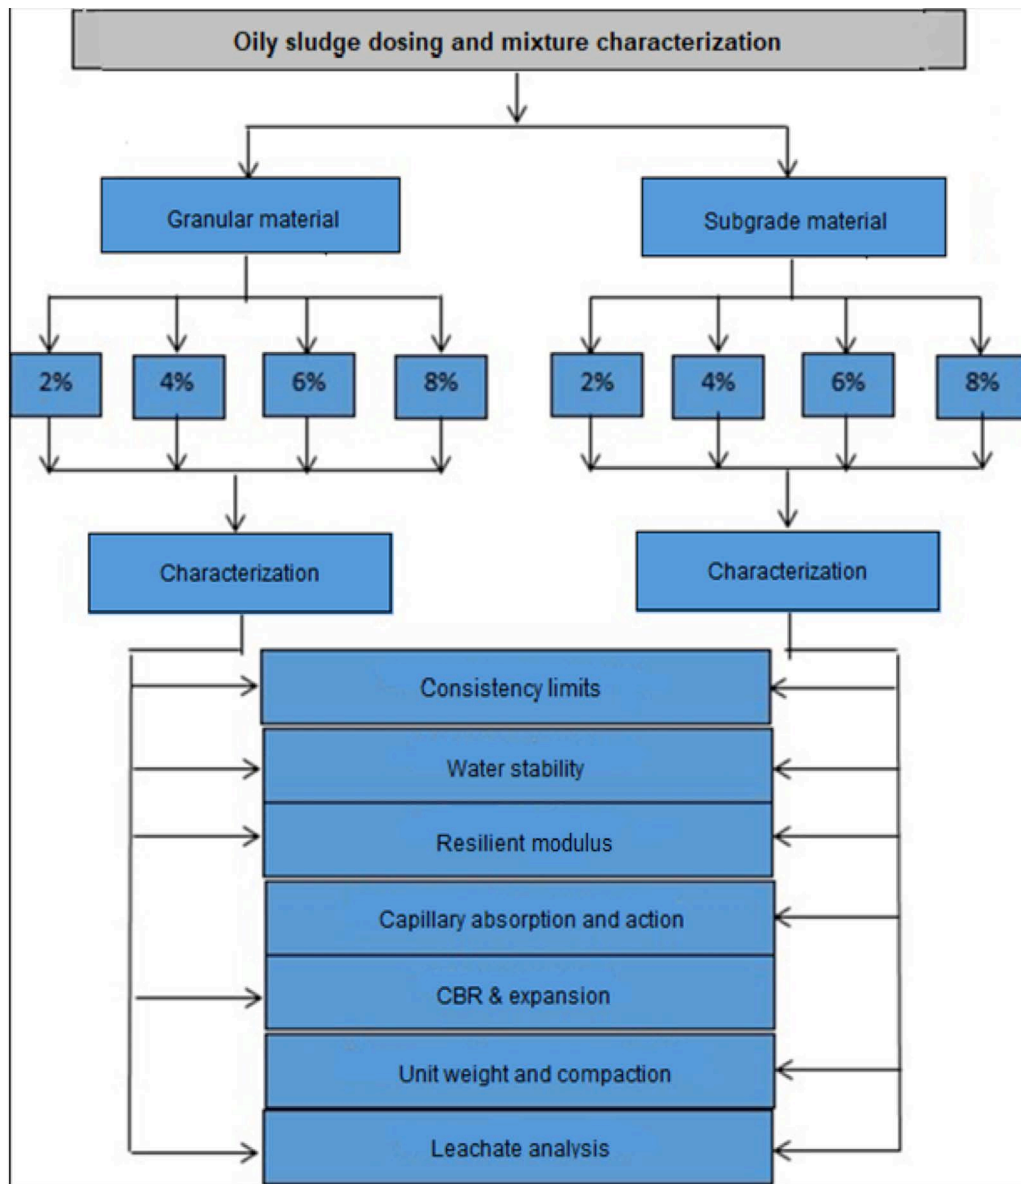 Oily sludge dosing and mixture characterization
Granular material
Subgrade material
2%
4%
6%
8%
2%
4%
6%
8%
Characterization
Characterization
Consistency limits
Water stability
Resilient modulus
Capillary absorption and action
CBR & expansion
Unit weight and compaction
Leachate analysis